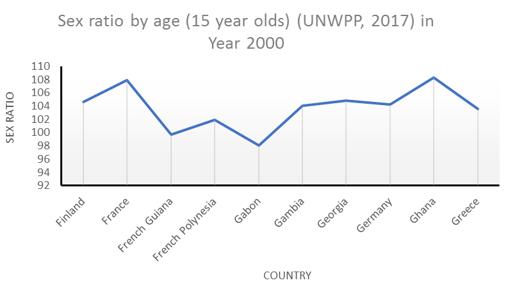 Sex ratio by age (15 year olds) (UNWPP, 2017) in
Year 2000
SEX RATIO
110
108
106
104
102
100
98
96
94
92
Finland
France
French Guiana
French Polynesia
Gabon
Gambia
Georgia
Germany
Ghana
Greece
COUNTRY